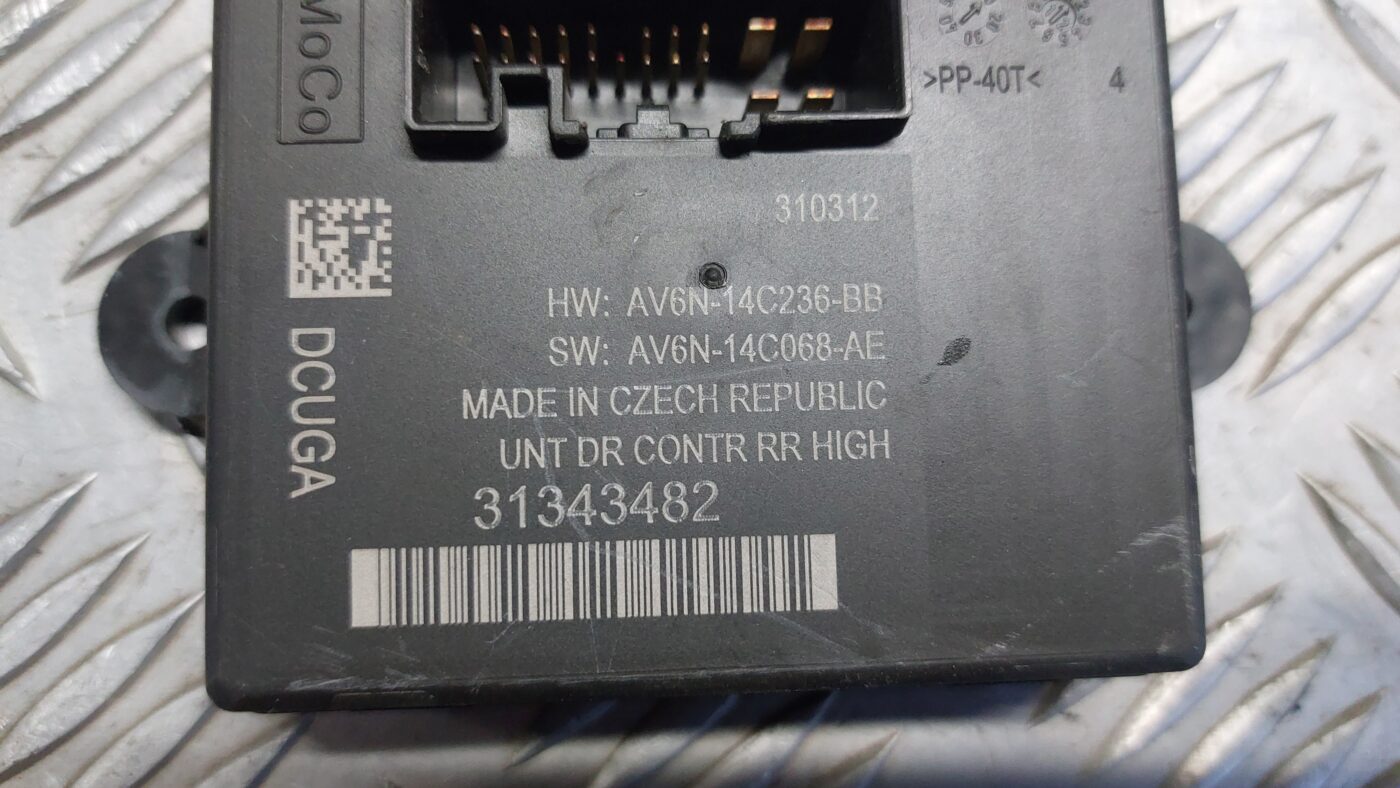 MoCo
>PP-40T<
4
310312
HW: AV6N-14C236-BB
SW: AV6N-14C068-AE
MADE IN CZECH REPUBLIC
UNT DR CONTR RR HIGH
31343482
DCUGA